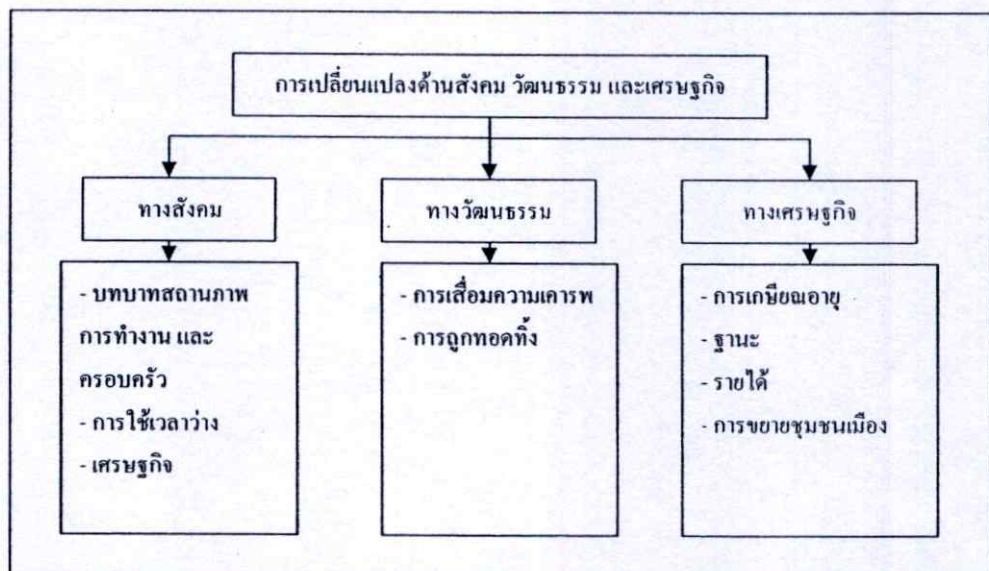 การเปลี่ยนแปลงด้านสังคม วัฒนธรรม และเศรษฐกิจ
ทางสังคม
ทางวัฒนธรรม
ทางเศรษฐกิจ
- บทบาทสถานภาพ
การทำงาน และ
ครอบครัว
- การใช้เวลาว่าง
- เศรษฐกิจ
- การเสื่อมความเคารพ
- การถูกทอดทิ้ง
- การเกษียณอายุ
- ฐานะ
- รายได้
- การขยายชุมชนเมือง